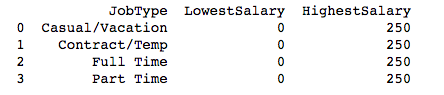 JobType LowestSalary HighestSalary
0 Casual/Vacation 0 250
1 Contract/Temp 0 250
2 Full Time 0 250
3 Part Time 0 250